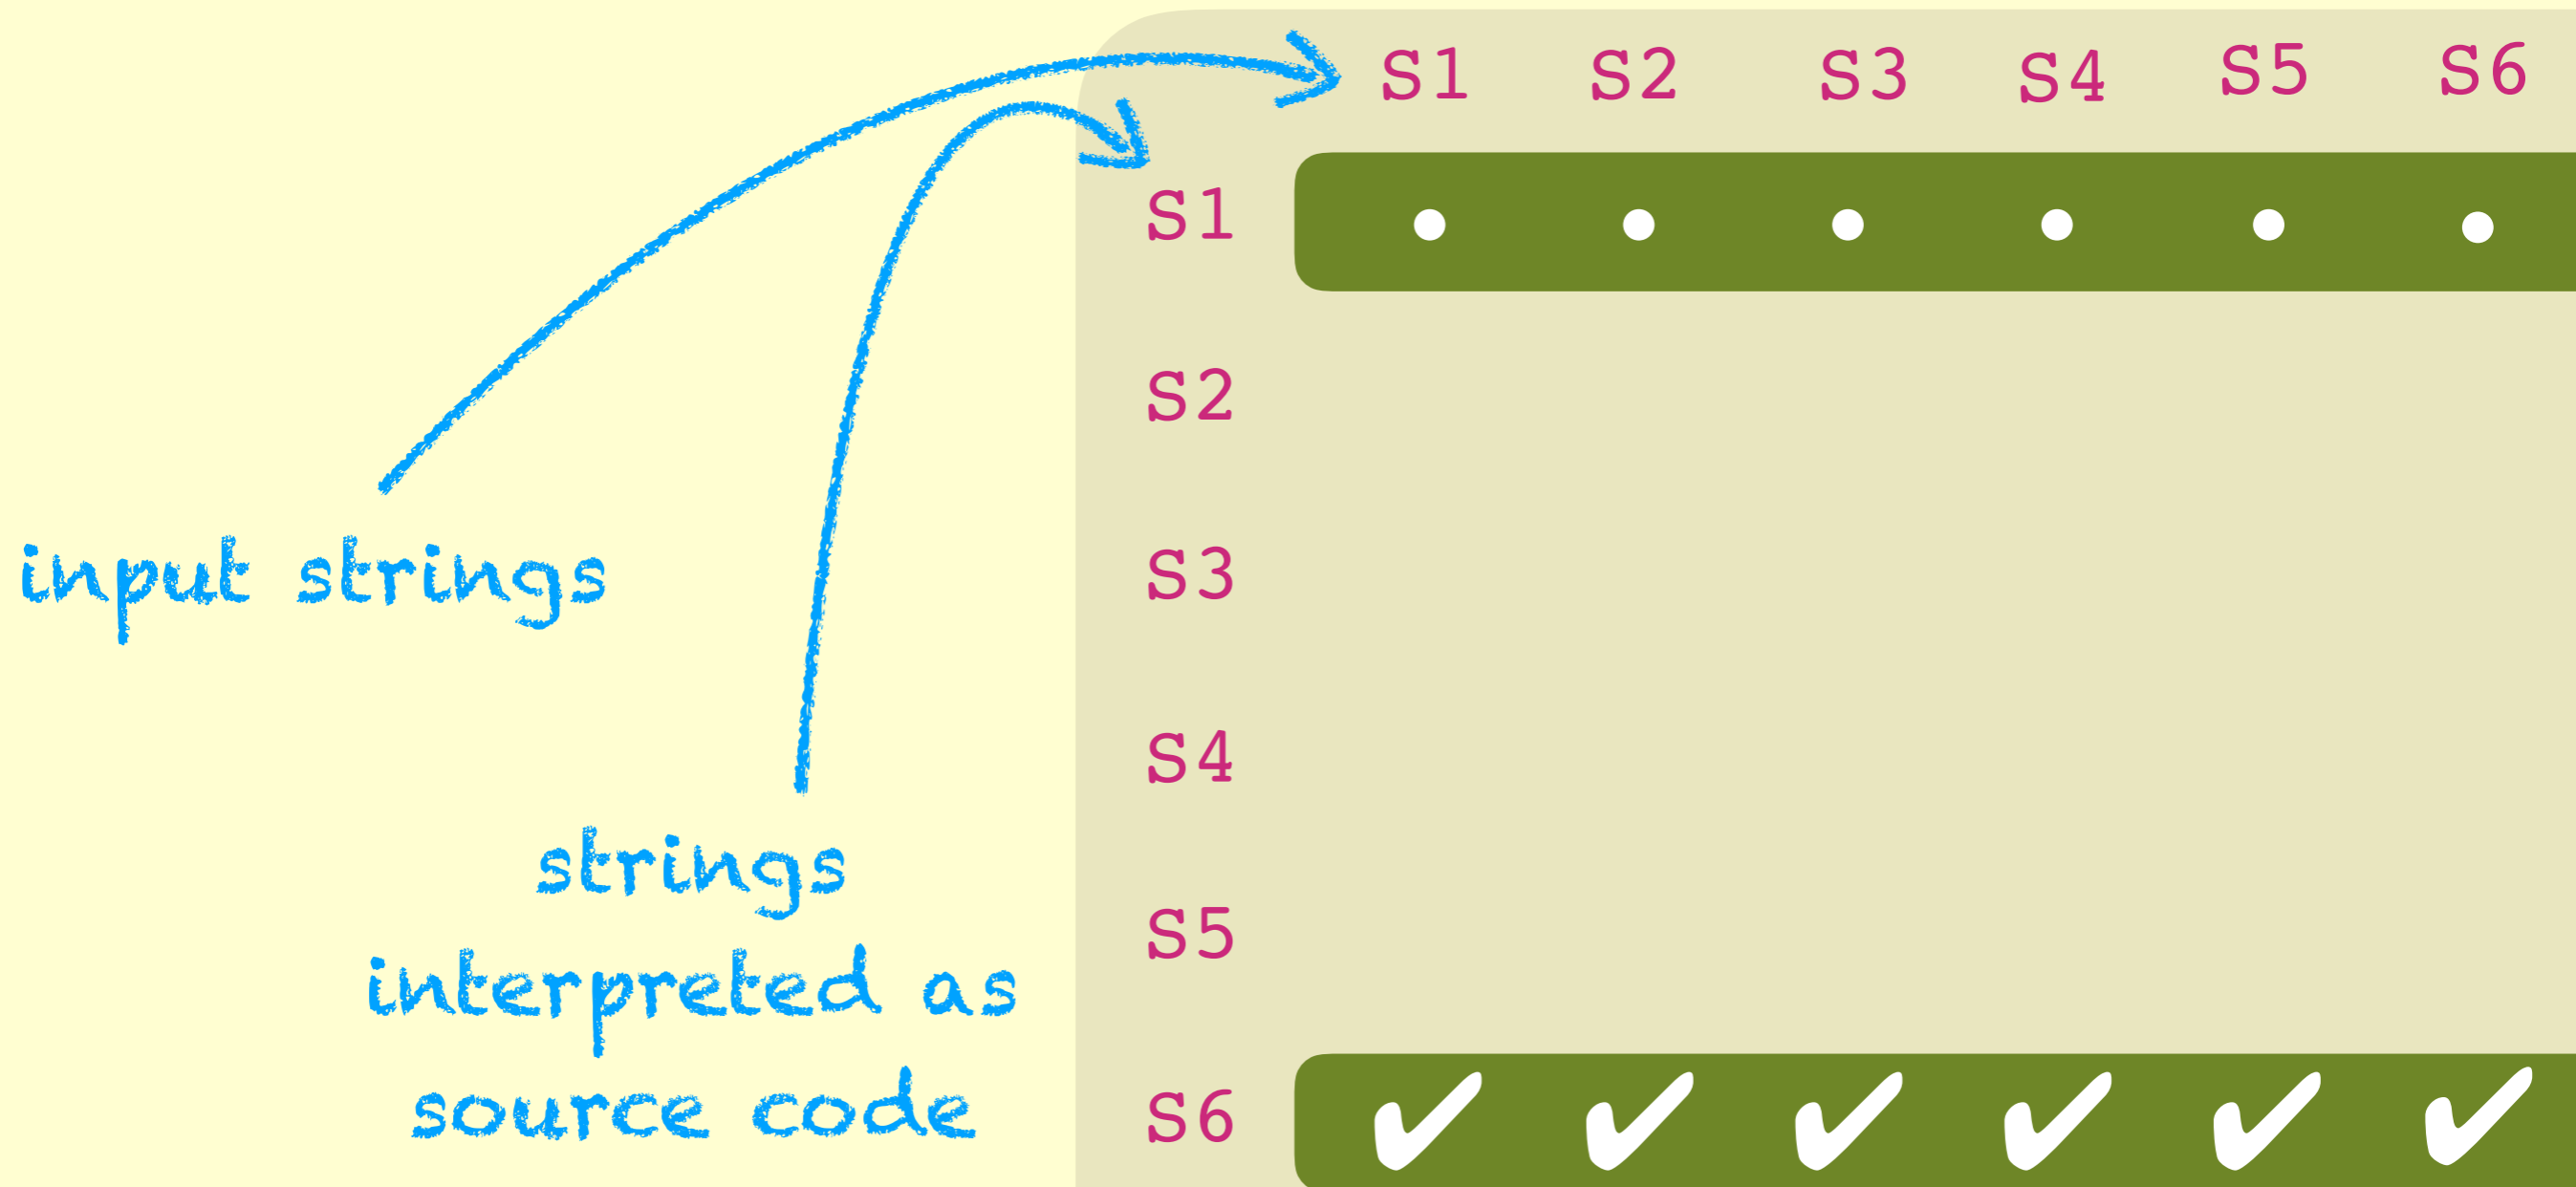 S1 S2 S3 S4 S5 S6
S1 • • • • • •
S2
S3
S4
S5
S6 ✔ ✔ ✔ ✔ ✔ ✔
input strings
strings
interpreted as
source code